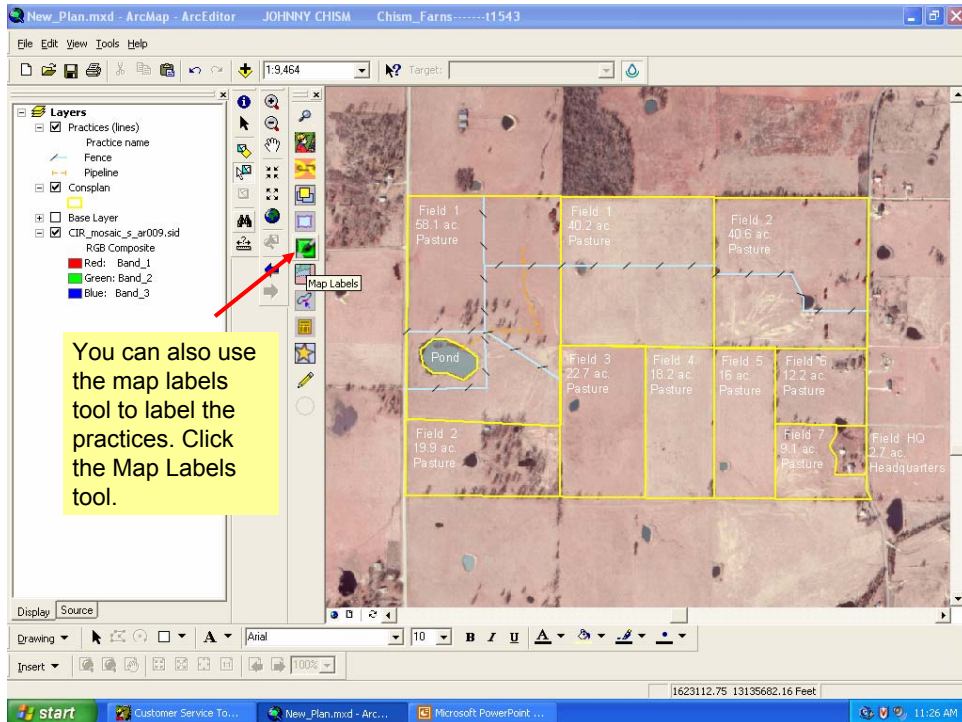 New_Plan.mxd - ArcMap - ArcEditor JOHNNY CHISM Chism_Farns-------t1543
File Edit View Tools Help
1:9,464 Target:
Layers
Practices (lines)
Practice name
Fence
Pipeline
Consplan
Base Layer
CIR_mosaic_s_ar009.sid
RGB Composite
Red: Band_1
Green: Band_2
Blue: Band_3
Map Labels
You can also use
the map labels
tool to label the
practices. Click
the Map Labels
tool.
Field 1
58.1 ac.
Pasture
Field 1
40.2 ac.
Pasture
Field 2
40.6 ac.
Pasture
Pond
Field 3
22.7 ac.
Pasture
Field 4
18.2 ac.
Pasture
Field 5
16 ac.
Pasture
Field 6
12.2 ac.
Pasture
Field 2
19.9 ac.
Pasture
Field 7
9.1 ac.
Pasture
Field HQ
2.7 ac.
Headquarters
Display Source
Drawing A Arial 10 B I U A
Insert 100%
1623112.75 13135682.16 Feet
start Customer Service To... New_Plan.mxd - Arc... Microsoft PowerPoint ... 11:26 AM